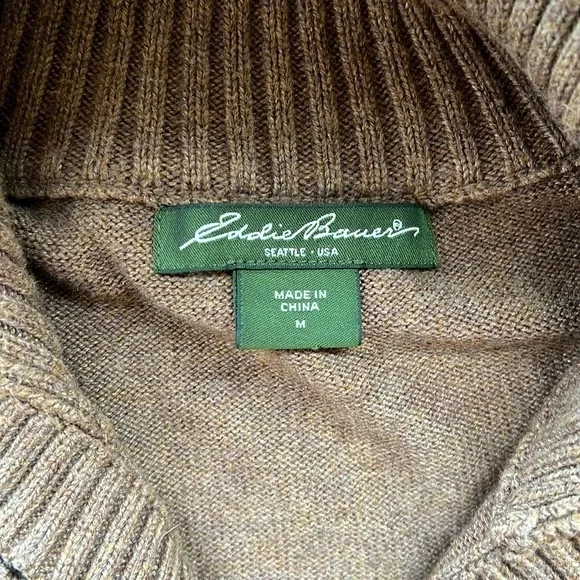 Eddie Bauer®
SEATTLE · USA
MADE IN
CHINA
M